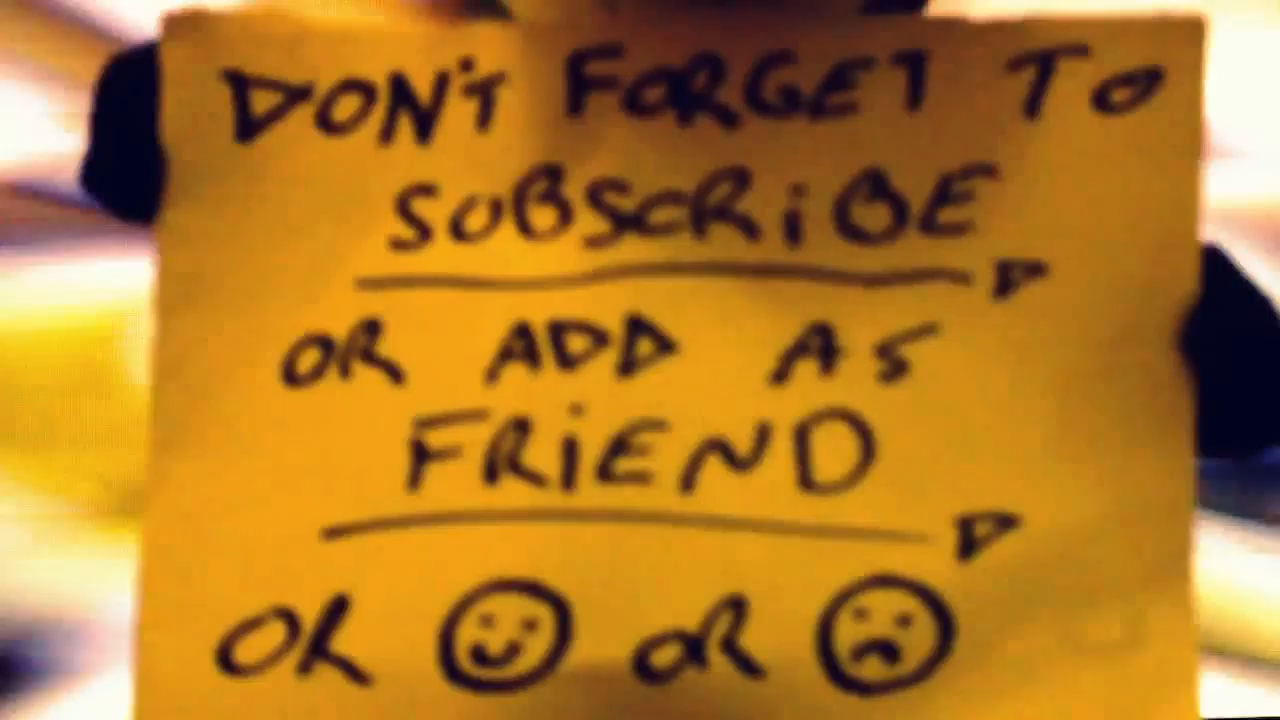 DON'T FORGET TO
SUBSCRiBE
OR ADD AS
FRiEND
OR ☺ OR ☹